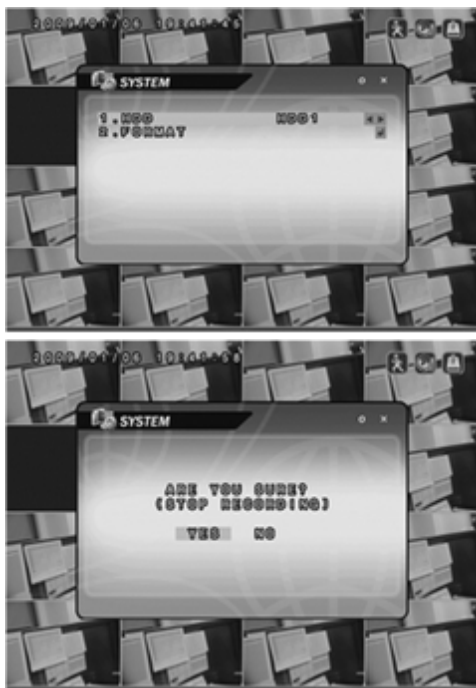 SYSTEM
1.HDD HDD1
2.FORMAT
SYSTEM
ARE YOU SURE?
(STOP RECORDING)
YES NO